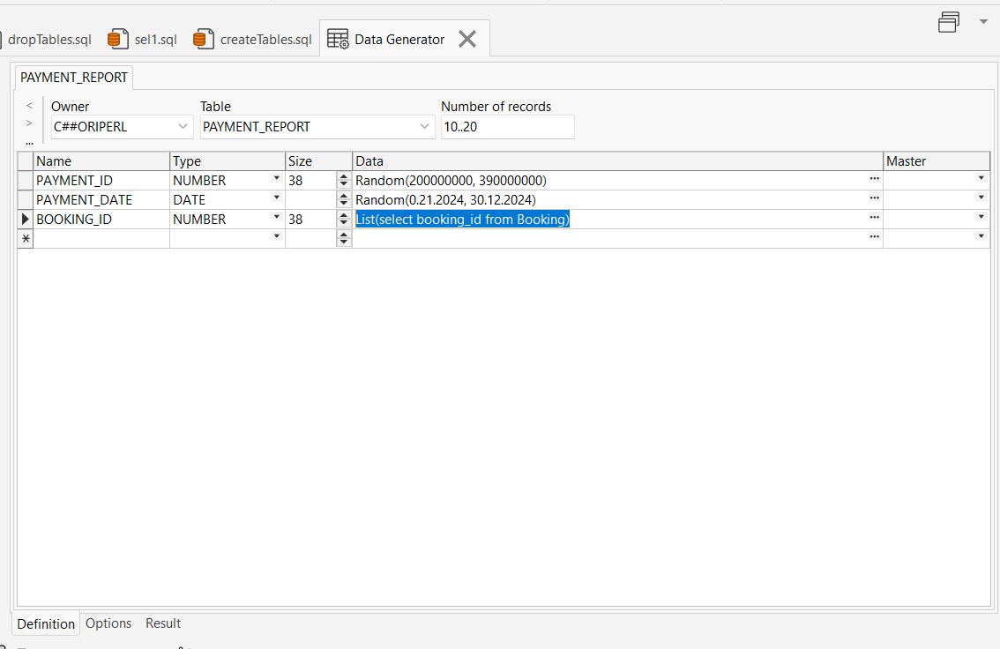 dropTables.sql sel1.sql createTables.sql Data Generator
PAYMENT_REPORT
< Owner Table Number of records
> C##ORIPERL PAYMENT_REPORT 10..20
...
Name Type Size Data Master
PAYMENT_ID NUMBER 38 Random(200000000, 390000000) ...
PAYMENT_DATE DATE Random(0.21.2024, 30.12.2024) ...
BOOKING_ID NUMBER 38 List(select booking_id from Booking) ...
* ...
Definition Options Result